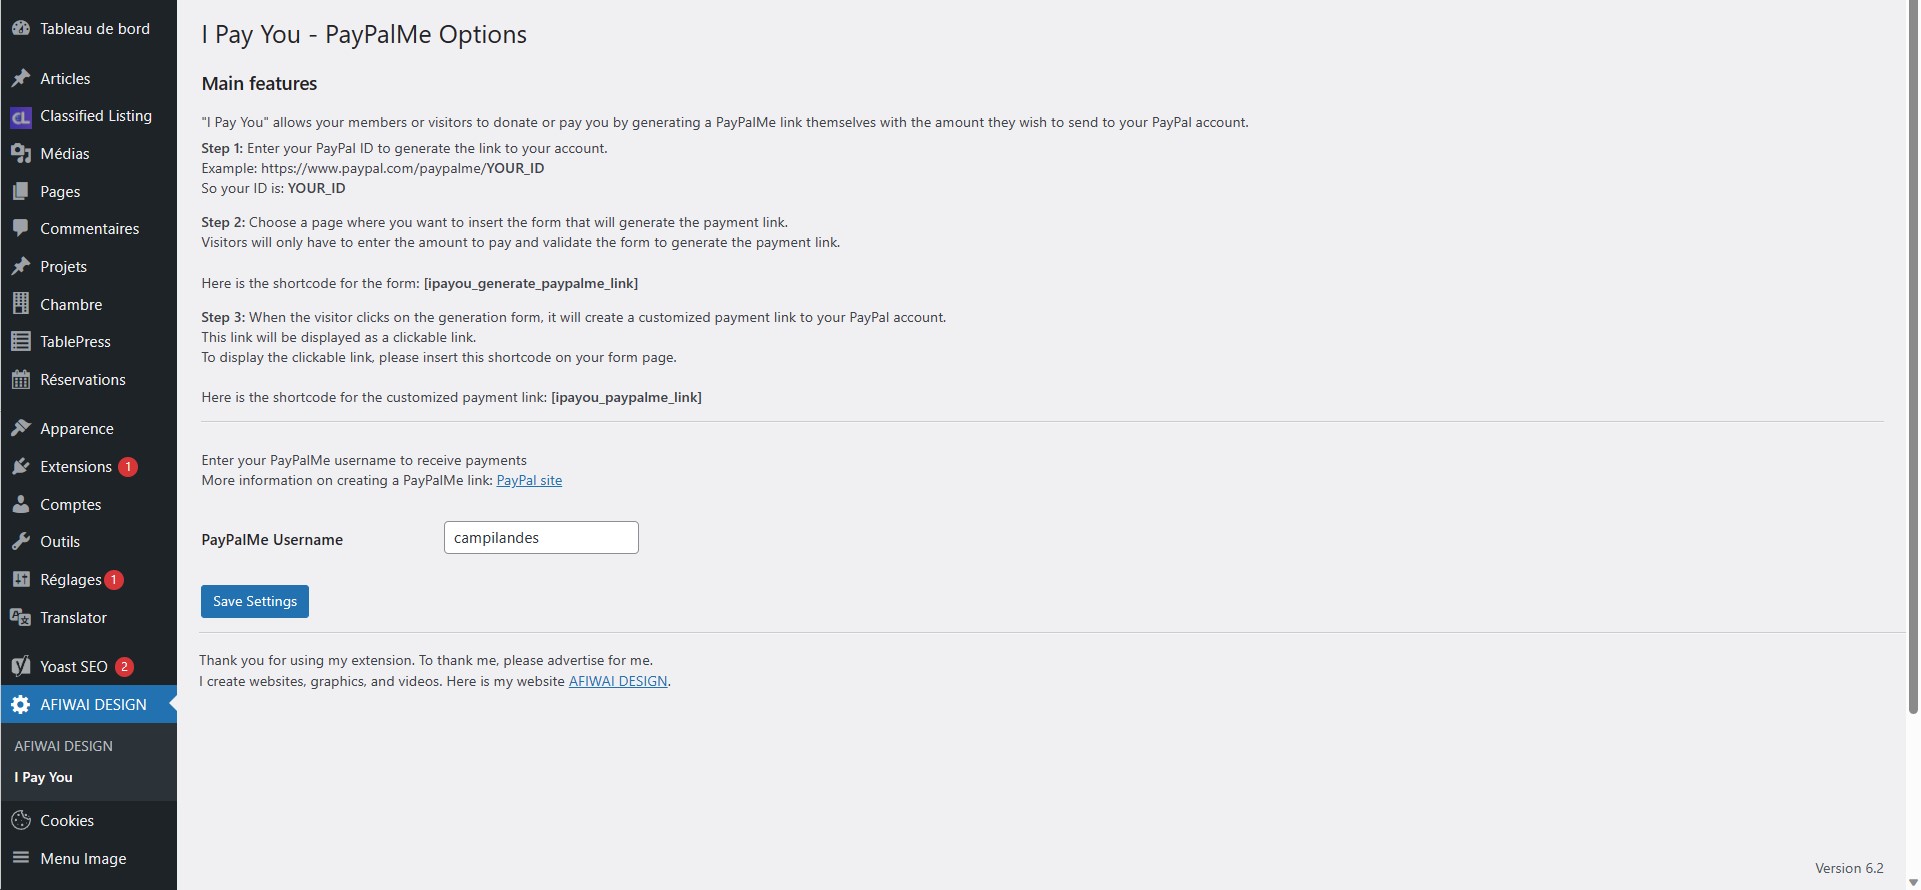 Tableau de bord
Articles
CL
Classified Listing
Médias
Pages
Commentaires
Projets
Chambre
TablePress
Réservations
Apparence
Extensions 1
Comptes
Outils
Réglages 1
Translator
Yoast SEO 2
AFIWAI DESIGN
AFIWAI DESIGN
I Pay You
Cookies
Menu Image
I Pay You - PayPalMe Options
Main features
"I Pay You" allows your members or visitors to donate or pay you by generating a PayPalMe link themselves with the amount they wish to send to your PayPal account.
Step 1: Enter your PayPal ID to generate the link to your account.
Example: https://www.paypal.com/paypalme/YOUR_ID
So your ID is: YOUR_ID
Step 2: Choose a page where you want to insert the form that will generate the payment link.
Visitors will only have to enter the amount to pay and validate the form to generate the payment link.
Here is the shortcode for the form: [ipayou_generate_paypalme_link]
Step 3: When the visitor clicks on the generation form, it will create a customized payment link to your PayPal account.
This link will be displayed as a clickable link.
To display the clickable link, please insert this shortcode on your form page.
Here is the shortcode for the customized payment link: [ipayou_paypalme_link]
Enter your PayPalMe username to receive payments
More information on creating a PayPalMe link: PayPal site
PayPalMe Username
campilandes
Save Settings
Thank you for using my extension. To thank me, please advertise for me.
I create websites, graphics, and videos. Here is my website AFIWAI DESIGN.
Version 6.2